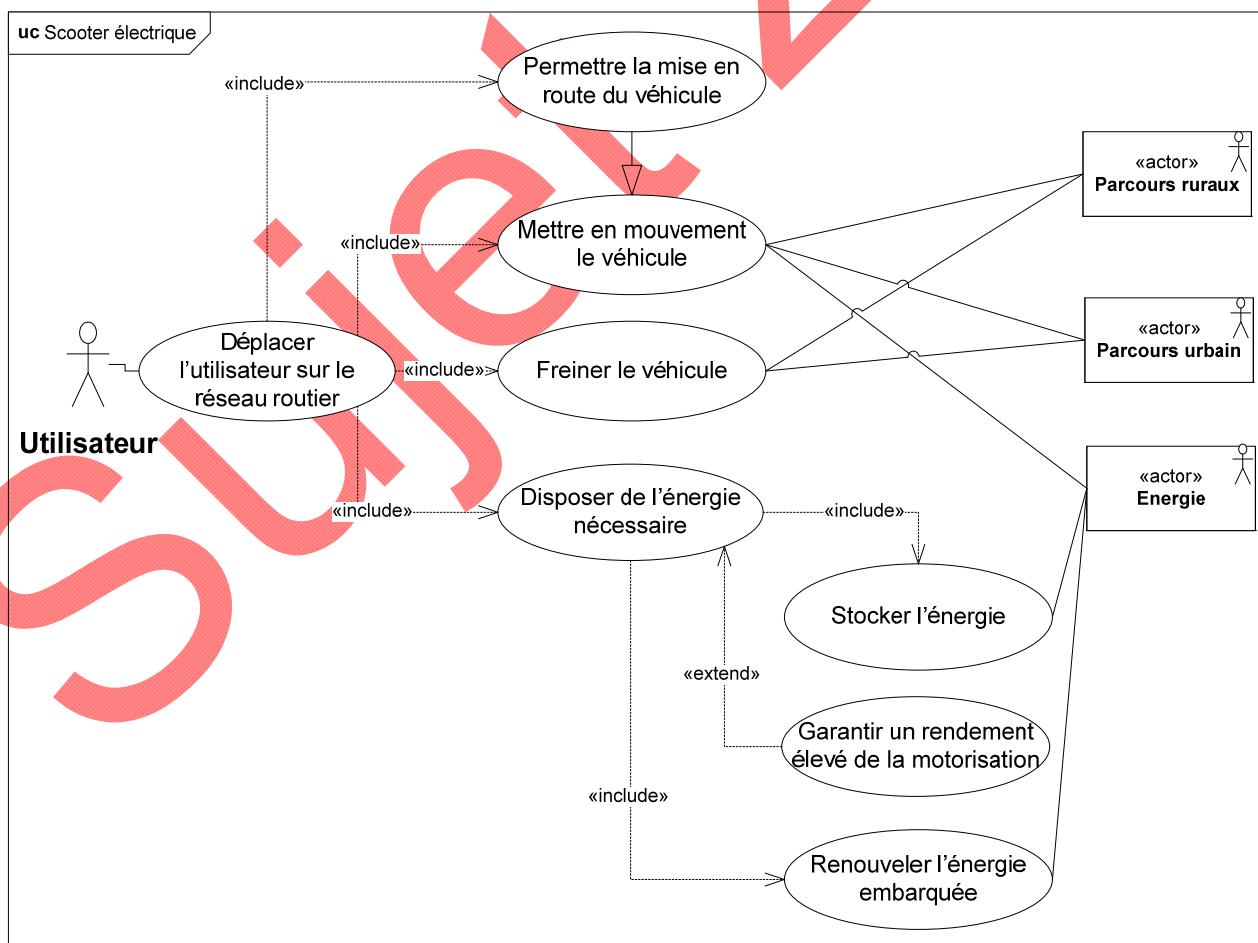 uc Scooter électrique
Permettre la mise en
route du véhicule
«include»
«actor»
Parcours ruraux
Mettre en mouvement
le véhicule
«include»
«actor»
Parcours urbain
Déplacer
l'utilisateur sur le
réseau routier
«include»
Freiner le véhicule
Utilisateur
«actor»
Energie
Disposer de l'énergie
nécessaire
«include»
«include»
Stocker l'énergie
«extend»
Garantir un rendement
élevé de la motorisation
«include»
Renouveler l'énergie
embarquée
Sujet